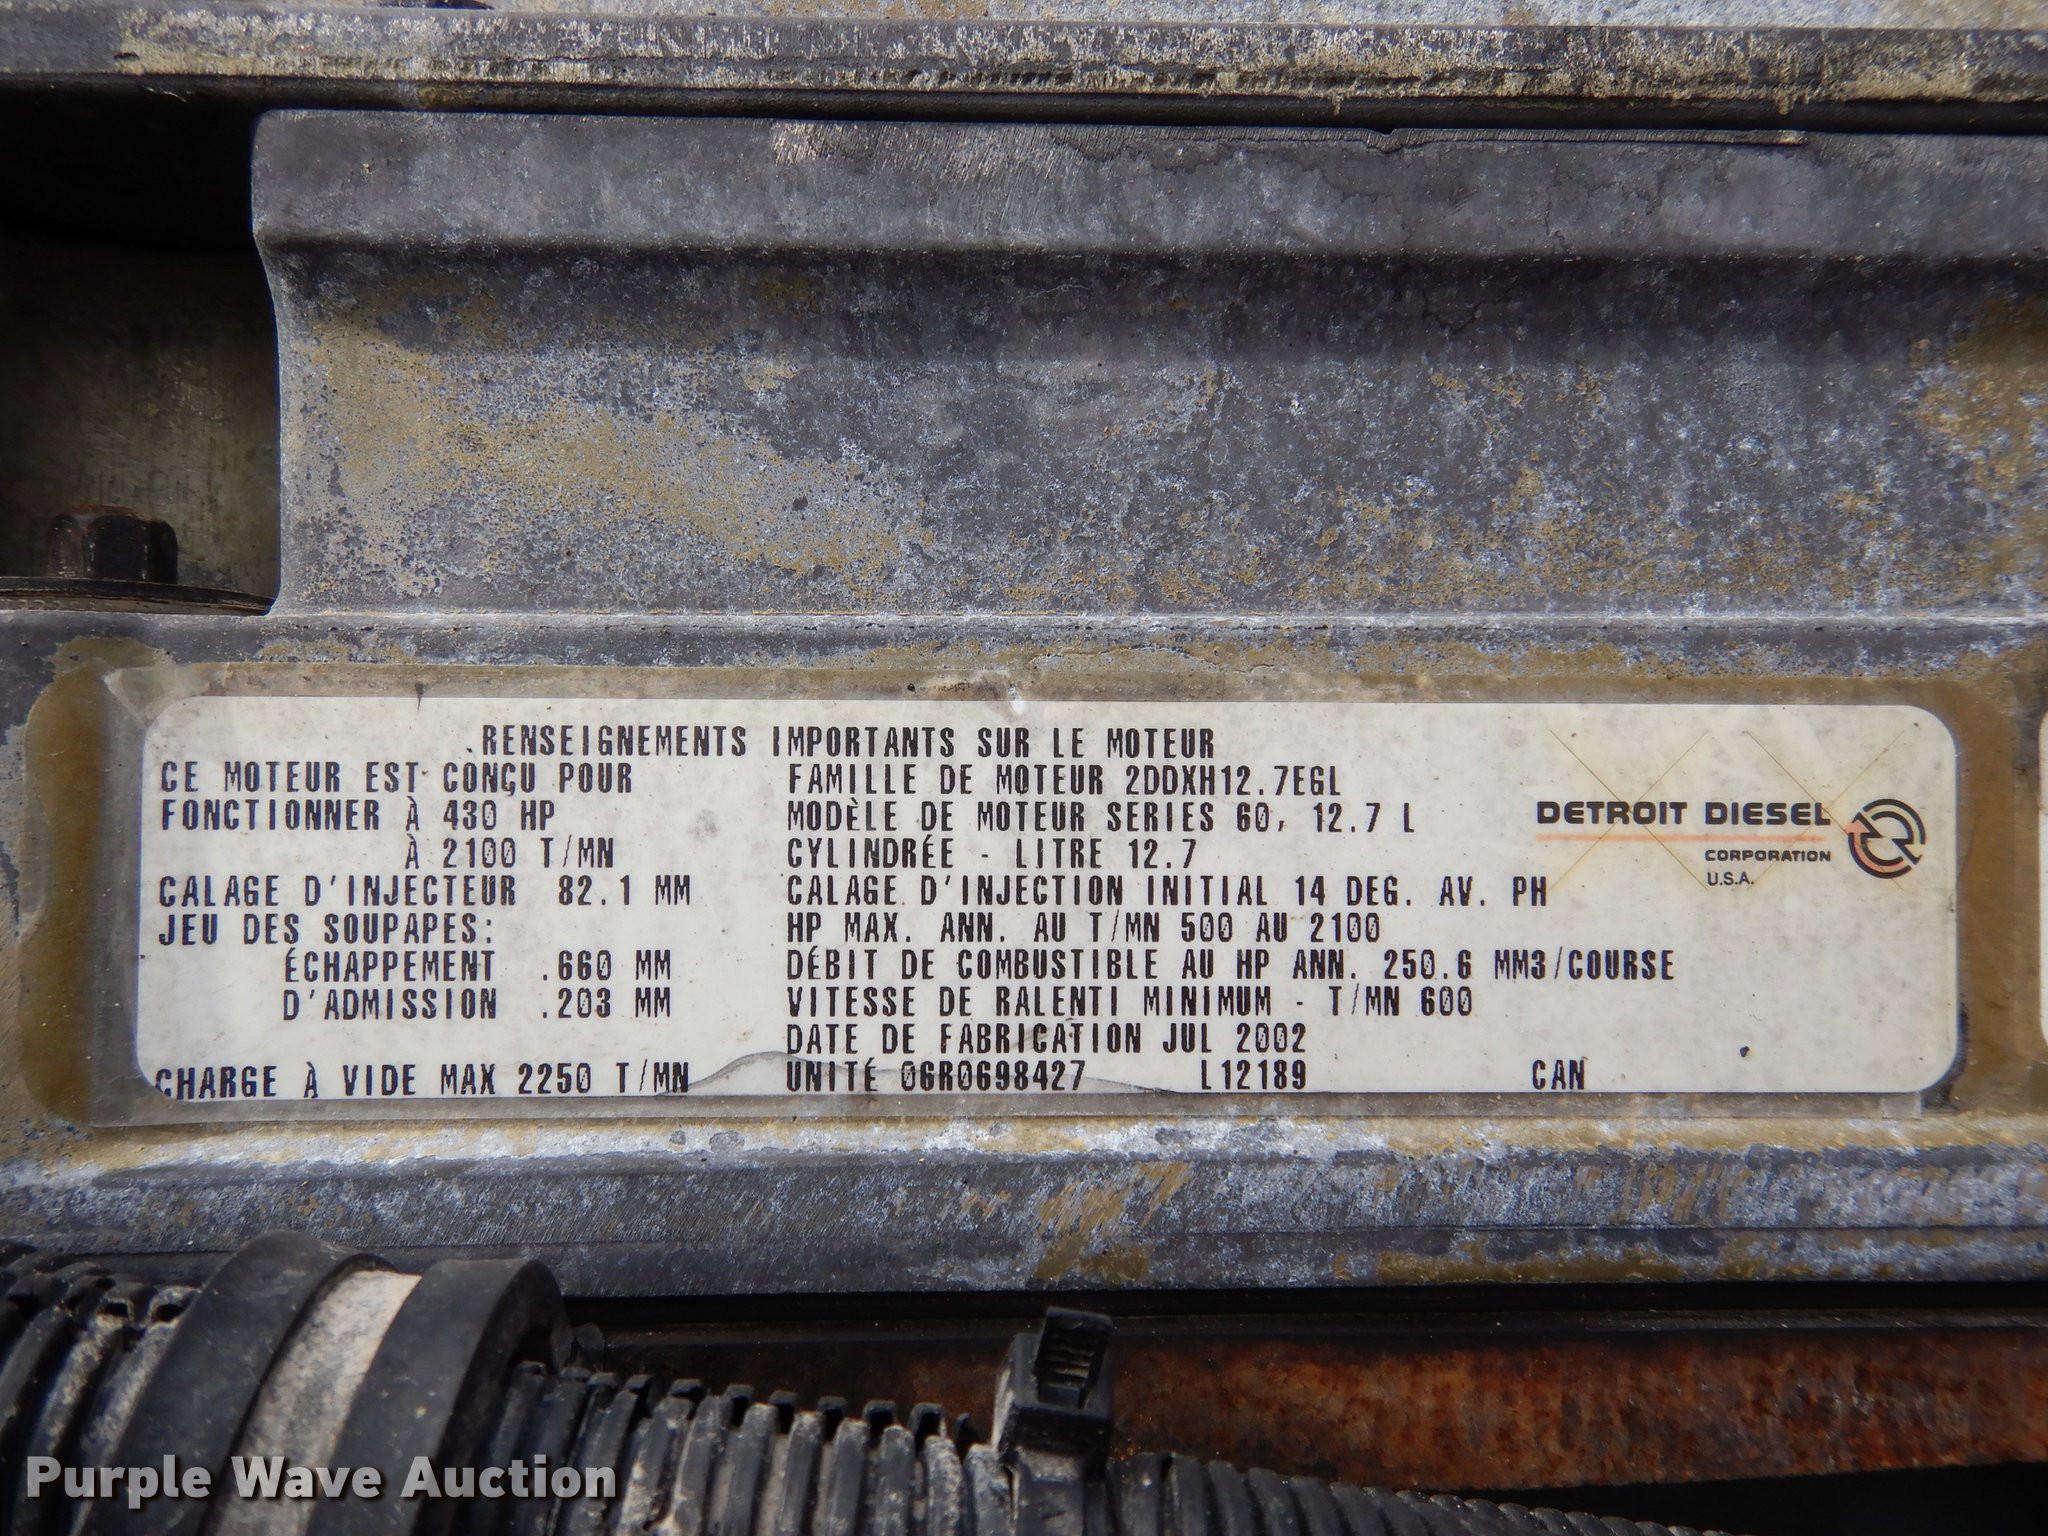 RENSEIGNEMENTS IMPORTANTS SUR LE MOTEUR
CE MOTEUR EST CONÇU POUR
FONCTIONNER À 430 HP
À 2100 T/MN
CALAGE D'INJECTEUR 82.1 MM
JEU DES SOUPAPES:
ÉCHAPPEMENT .660 MM
D'ADMISSION .203 MM
CHARGE À VIDE MAX 2250 T/MN
FAMILLE DE MOTEUR 2DDXH12.7EGL
MODÈLE DE MOTEUR SERIES 60, 12.7 L
CYLINDRÉE - LITRE 12.7
CALAGE D'INJECTION INITIAL 14 DEG. AV. PH
HP MAX. ANN. AU T/MN 500 AU 2100
DÉBIT DE COMBUSTIBLE AU HP ANN. 250.6 MM3/COURSE
VITESSE DE RALENTI MINIMUM - T/MN 600
DATE DE FABRICATION JUL 2002
UNITÉ 06R0698427 L12189 CAN
DETROIT DIESEL
CORPORATION
U.S.A.
Purple Wave Auction